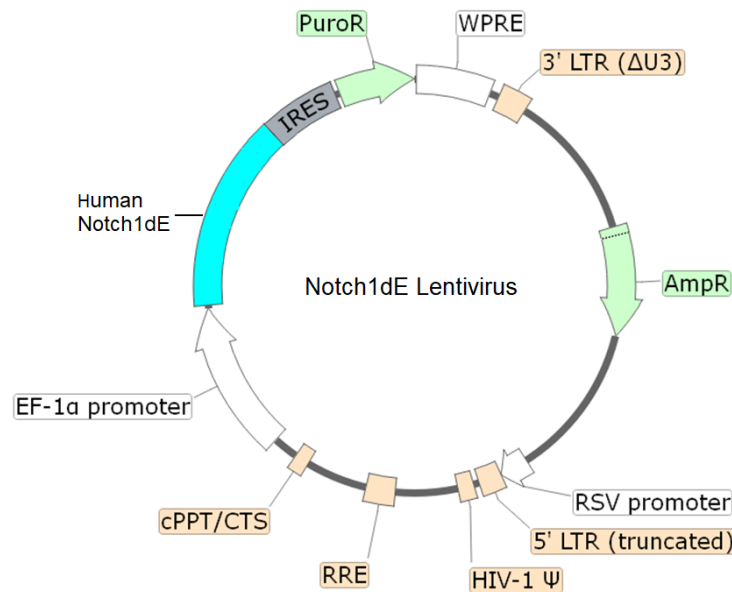 PuroR
WPRE
3' LTR (ΔU3)
IRES
Human
Notch1dE
Notch1dE Lentivirus
AmpR
EF-1α promoter
RSV promoter
cPPT/CTS
5' LTR (truncated)
RRE
HIV-1 Ψ